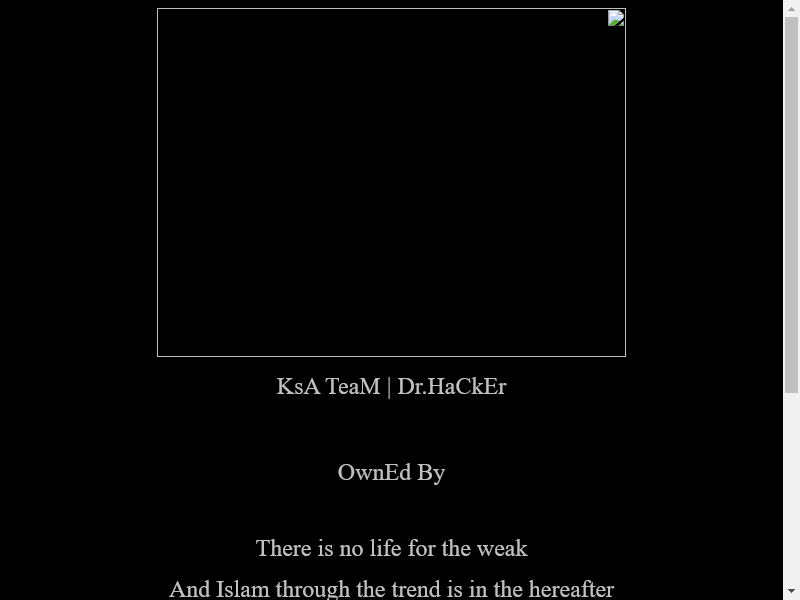 KsA TeaM | Dr.HaCkEr
OwnEd By
There is no life for the weak
And Islam through the trend is in the hereafter